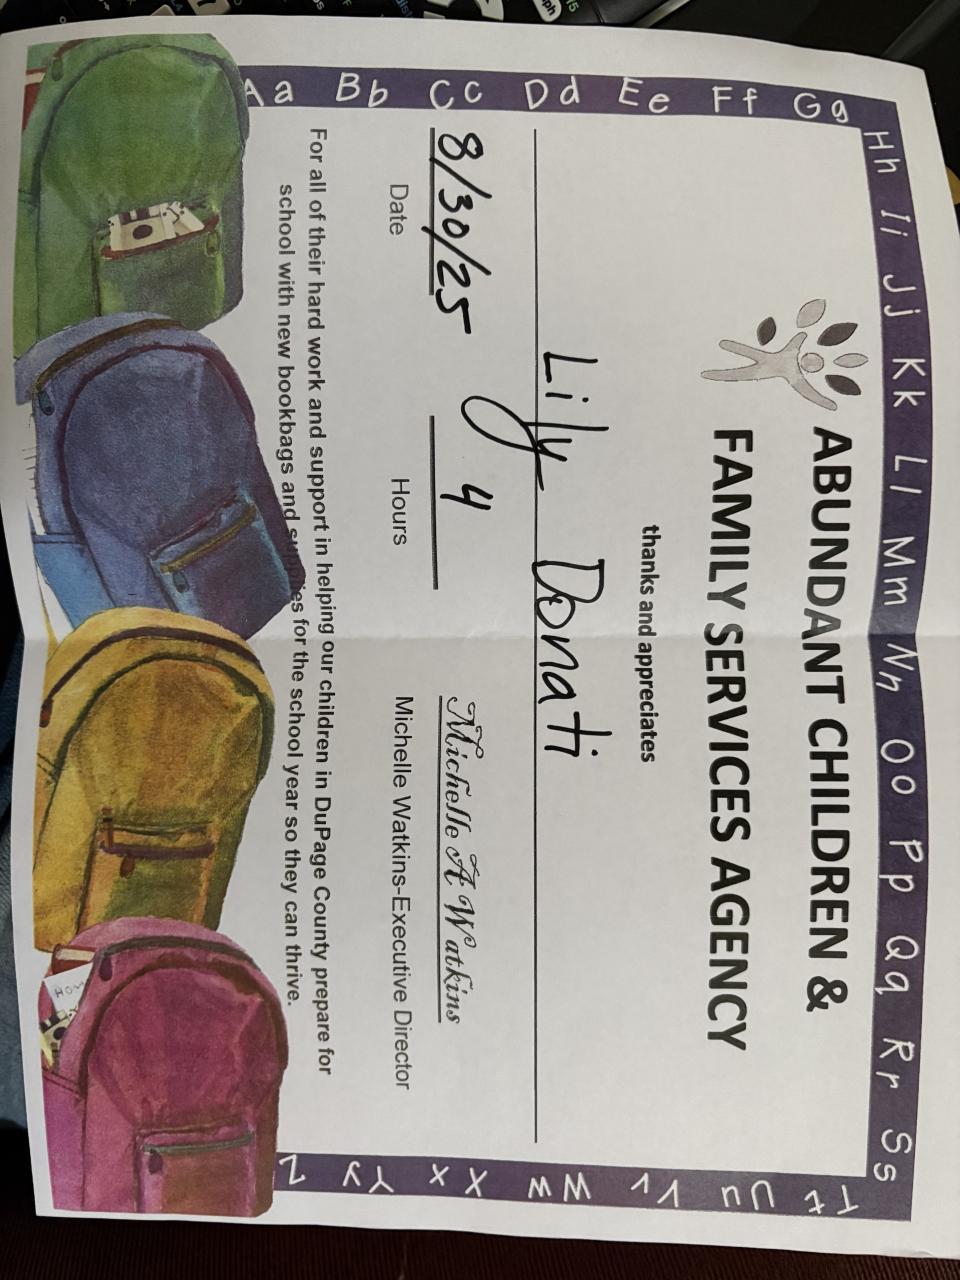 Aa Bb Cc Dd Ee Ff Gg
Hh Ii Jj Kk Ll Mm Nn Oo Pp Qq Rr Ss
Tt Uu Vv Ww Xx Yy Z
ABUNDANT CHILDREN &
FAMILY SERVICES AGENCY
thanks and appreciates
Lily Donati
8/30/25 4 Michelle A Watkins
Date Hours Michelle Watkins-Executive Director
For all of their hard work and support in helping our children in DuPage County prepare for
school with new bookbags and supplies for the school year so they can thrive.